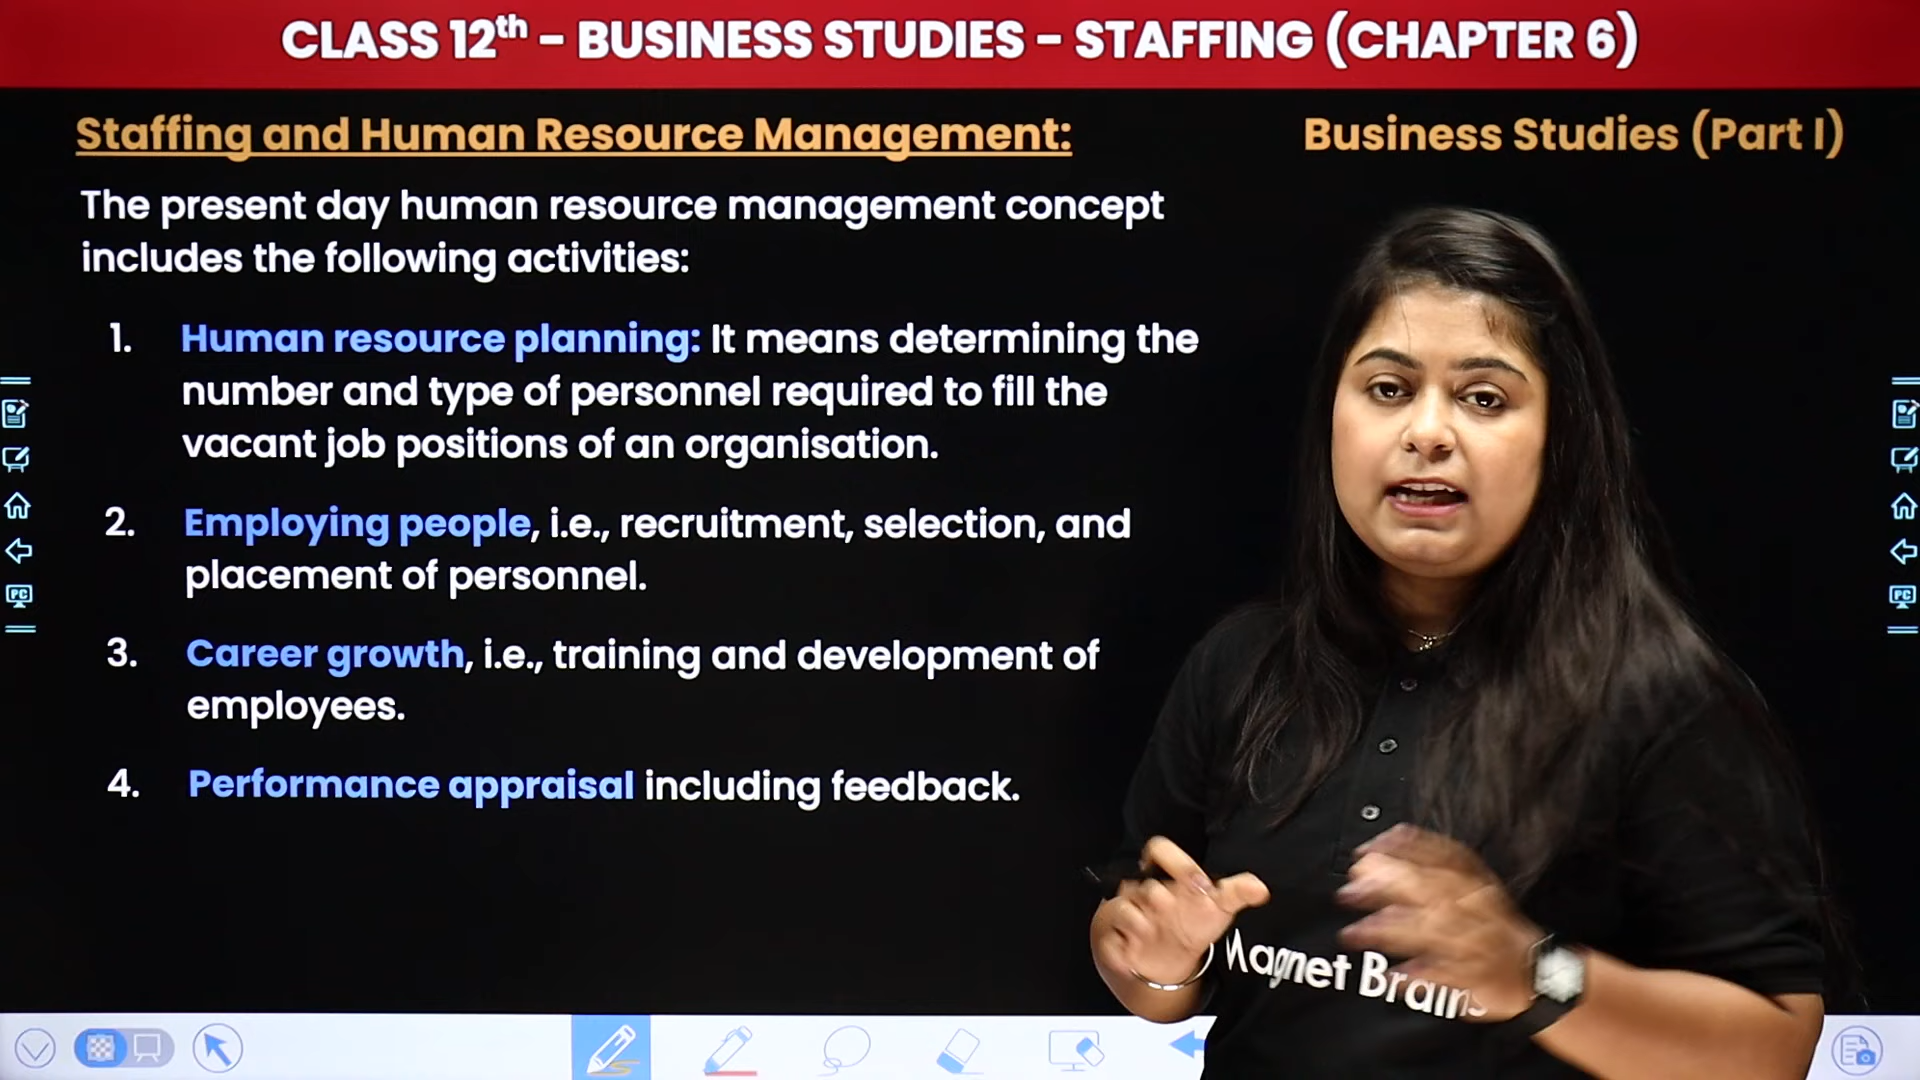 CLASS 12th - BUSINESS STUDIES - STAFFING (CHAPTER 6)
Staffing and Human Resource Management:
Business Studies (Part I)
The present day human resource management concept
includes the following activities:
1. Human resource planning: It means determining the
number and type of personnel required to fill the
vacant job positions of an organisation.
2. Employing people, i.e., recruitment, selection, and
placement of personnel.
3. Career growth, i.e., training and development of
employees.
4. Performance appraisal including feedback.
PC
PC
Magnet Brains